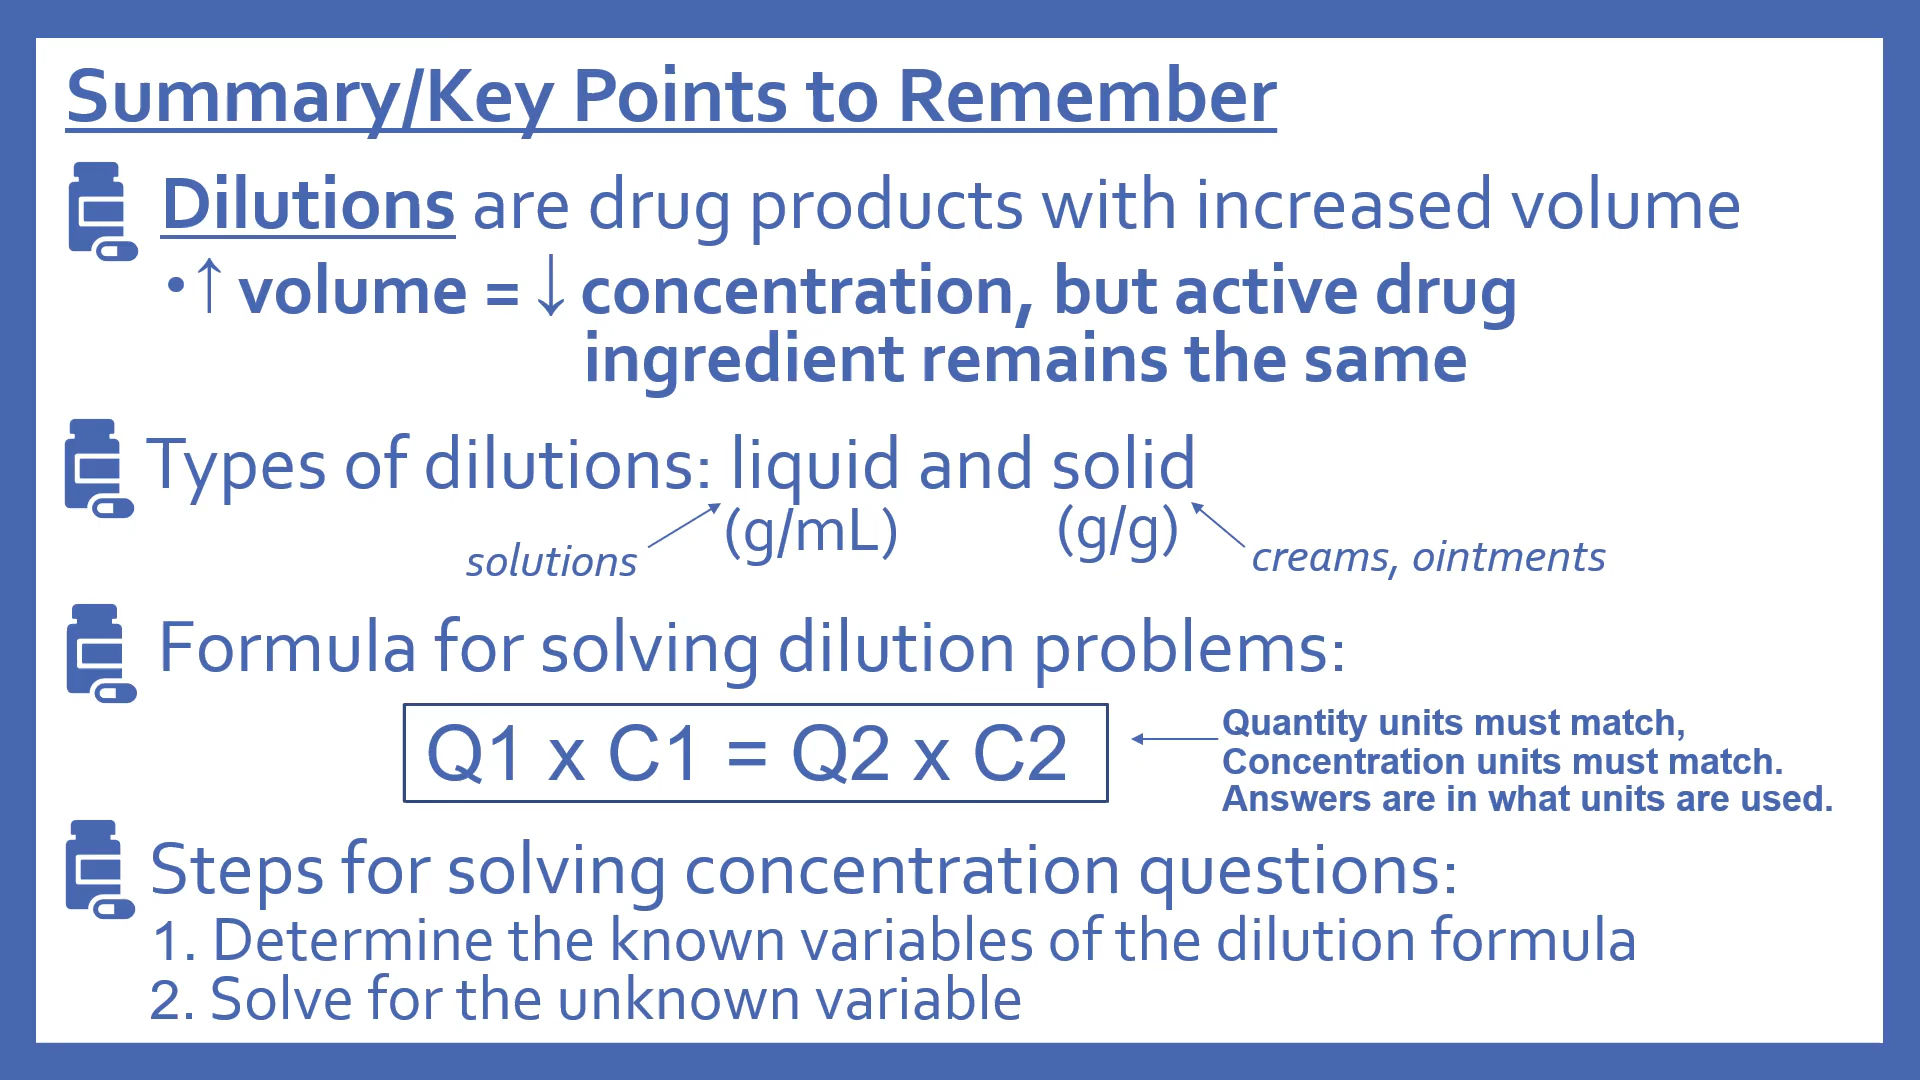 Summary/Key Points to Remember
Dilutions are drug products with increased volume
•↑ volume = ↓ concentration, but active drug
ingredient remains the same
Types of dilutions: liquid and solid
(g/mL) (g/g)
solutions creams, ointments
Formula for solving dilution problems:
Q1 x C1 = Q2 x C2
Quantity units must match,
Concentration units must match.
Answers are in what units are used.
Steps for solving concentration questions:
1. Determine the known variables of the dilution formula
2. Solve for the unknown variable